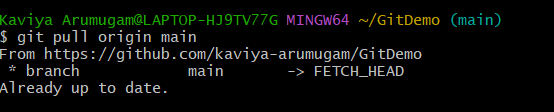 Kaviya Arumugam@LAPTOP-HJ9TV77G MINGW64 ~/GitDemo (main)
$ git pull origin main
From https://github.com/kaviya-arumugam/GitDemo
 * branch            main       -> FETCH_HEAD
Already up to date.